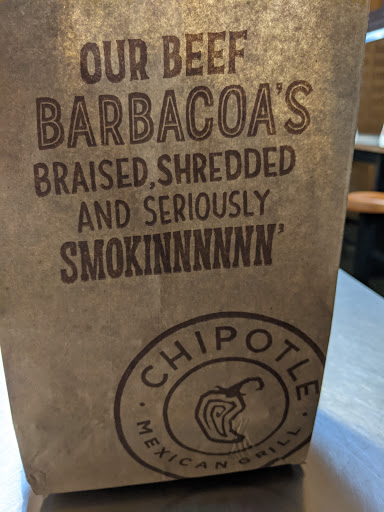 OUR BEEF
BARBACOA'S
BRAISED, SHREDDED
AND SERIOUSLY
SMOKINNNNNN'
CHIPOTLE
MEXICAN GRILL